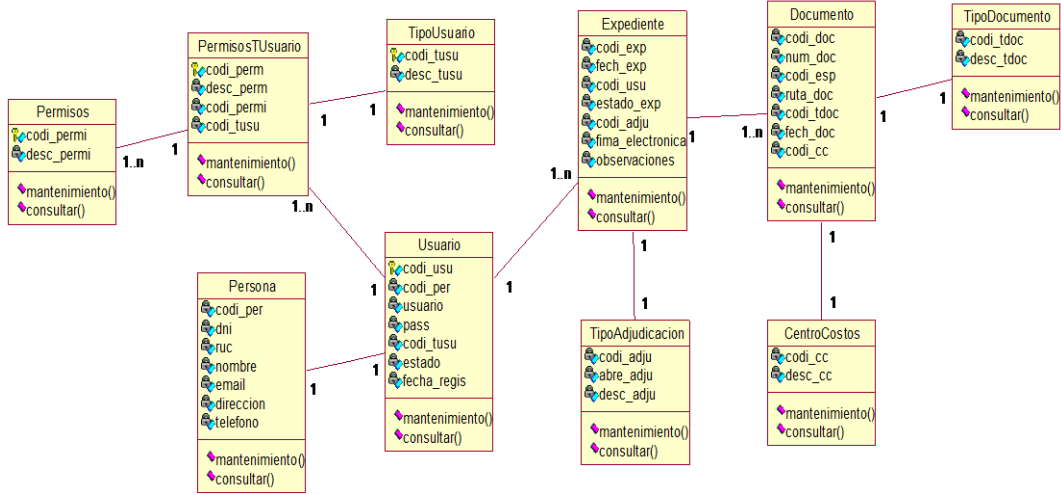 Permisos
codi_permi
desc_permi
mantenimiento()
consultar()
1..n
1
PermisosTUsuario
codi_perm
desc_perm
codi_permi
codi_tusu
mantenimiento()
consultar()
1
1..n
TipoUsuario
codi_tusu
desc_tusu
mantenimiento()
consultar()
1
Persona
codi_per
dni
ruc
nombre
email
direccion
telefono
mantenimiento()
consultar()
1
Usuario
codi_usu
codi_per
usuario
pass
codi_tusu
estado
fecha_regis
mantenimiento()
consultar()
1
1
1
Expediente
codi_exp
fech_exp
codi_usu
estado_exp
codi_adju
fima_electronica
observaciones
mantenimiento()
consultar()
1..n
1
1
TipoAdjudicacion
codi_adju
abre_adju
desc_adju
mantenimiento()
consultar()
1
Documento
codi_doc
num_doc
codi_esp
ruta_doc
codi_tdoc
fech_doc
codi_cc
mantenimiento()
consultar()
1..n
1
1
TipoDocumento
codi_tdoc
desc_tdoc
mantenimiento()
consultar()
1
CentroCostos
codi_cc
desc_cc
mantenimiento()
consultar()
1